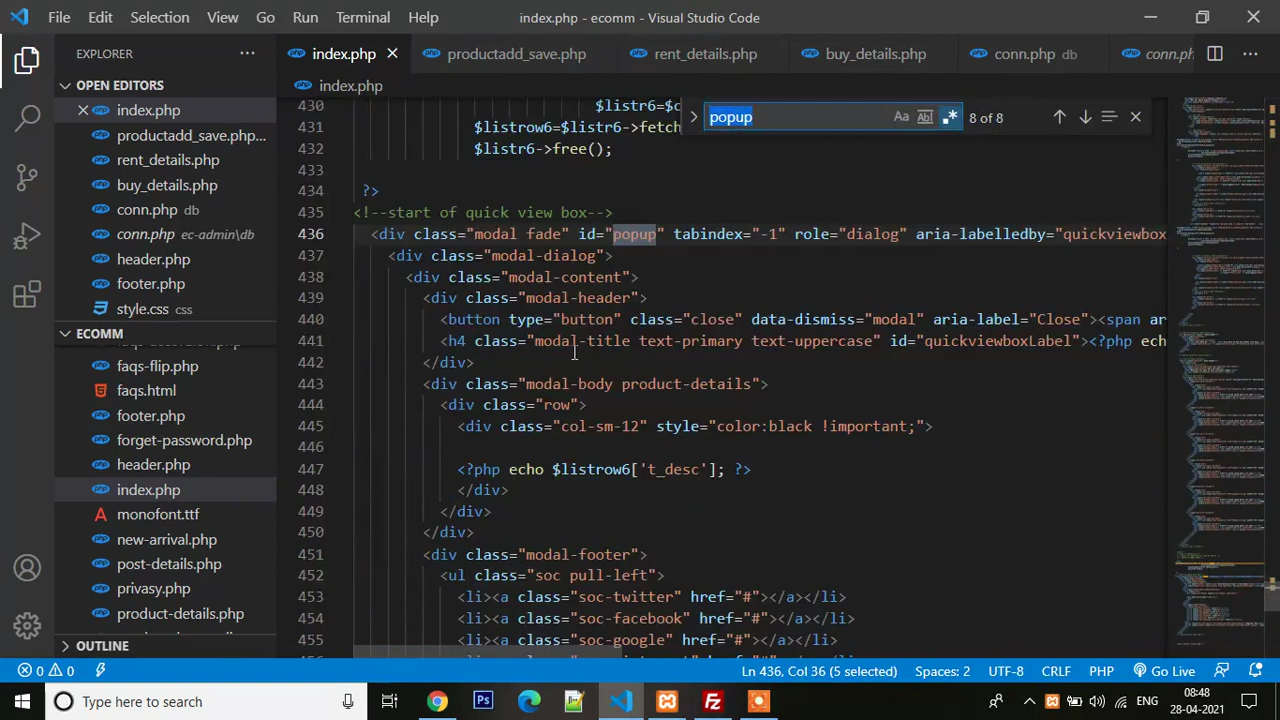 File Edit Selection View Go Run Terminal Help index.php - ecomm - Visual Studio Code
EXPLORER
index.php productadd_save.php rent_details.php buy_details.php conn.php db conn.ph
OPEN EDITORS
index.php
popup Aa 8 of 8
index.php
productadd_save.php...
rent_details.php
buy_details.php
conn.php db
conn.php ec-admin\db
header.php
footer.php
style.css css
ECOMM
faqs-flip.php
faqs.html
footer.php
forget-password.php
header.php
index.php
monofont.ttf
new-arrival.php
post-details.php
privasy.php
product-details.php
OUTLINE
430 $listr6=$c
431 $listrow6=$listr6->fetch
432 free();
433
434 ?>
435 <!--start of quick view box-->
436 <div class="modal id="popup" tabindex="-1" role="dialog" aria-labelledby="quickviewbox
437 <div class="modal-dialog">
438 <div class="modal-content">
439 <div class="modal-header">
440 <button type="button" class="close" data-dismiss="modal" aria-label="Close"><span ar
441 <h4 class="modal-title text-primary text-uppercase" id="quickviewboxLabel"><?php ech
442 </div>
443 <div class="modal-body product-details">
444 <div class="row">
445 <div class="col-sm-12" style="color:black !important;">
446
447 <?php echo $listrow6['t_desc']; ?>
448 </div>
449 </div>
450 </div>
451 <div class="modal-footer">
452 <ul class="soc pull-left">
453 <li><a class="soc-twitter" href="#"></a></li>
454 <li><a class="soc-facebook" href="#"></a></li>
455 <li><a class="soc-google" href="#"></a></li>
0 0 Ln 436, Col 36 (5 selected) Spaces: 2 UTF-8 CRLF PHP Go Live
Type here to search
ENG
08:48
28-04-2021